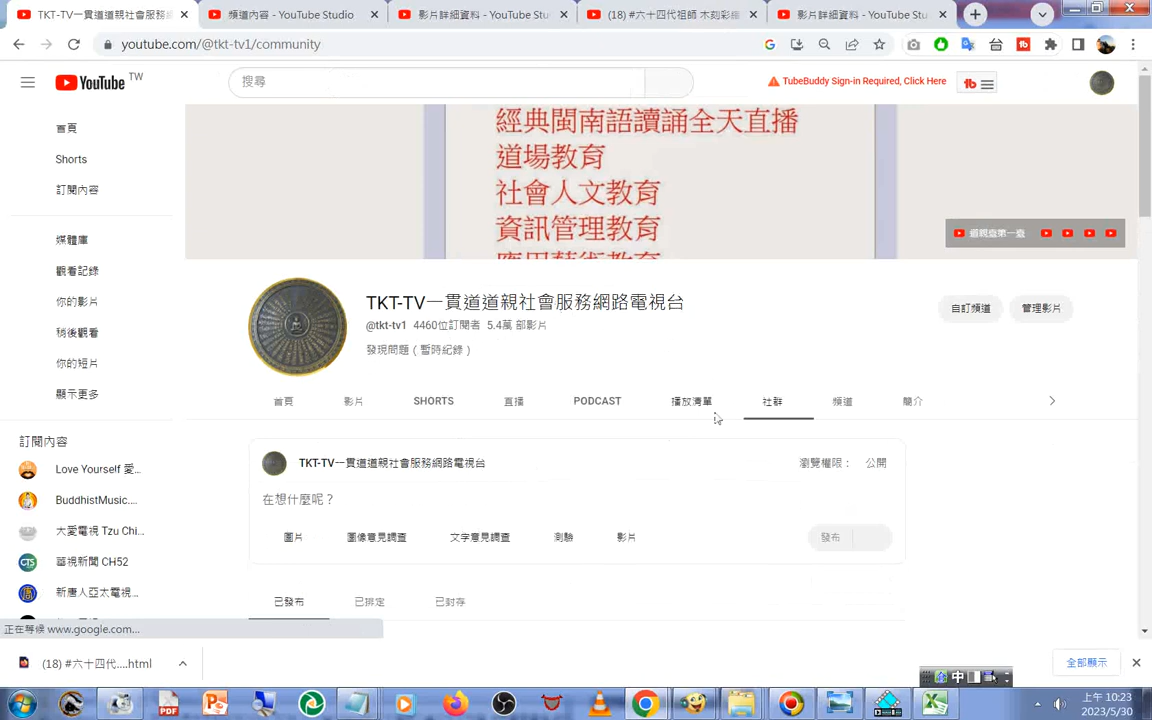 TKT-TV一貫道道親社會服務
頻道內容 - YouTube Studio
影片詳細資料 - YouTube Stu
(18) #六十四代祖師 木刻彩繪
影片詳細資料 - YouTube Stu
youtube.com/@tkt-tv1/community
YouTube TW
搜尋
TubeBuddy Sign-in Required, Click Here
tb
首頁
Shorts
訂閱內容
媒體庫
觀看記錄
你的影片
稍後觀看
你的短片
顯示更多
訂閱內容
Love Yourself 愛...
BuddhistMusic....
大愛電視 Tzu Chi...
華視新聞 CH52
新唐人亞太電視...
經典閩南語讀誦全天直播
道場教育
社會人文教育
資訊管理教育
應用藝術教育
道親臺第一臺
TKT-TV一貫道道親社會服務網路電視台
@tkt-tv1 4460位訂閱者 5.4萬 部影片
發現問題（暫時紀錄）
自訂頻道
管理影片
首頁
影片
SHORTS
直播
PODCAST
播放清單
社群
頻道
簡介
TKT-TV一貫道道親社會服務網路電視台
瀏覽權限： 公開
在想什麼呢？
圖片
圖像意見調查
文字意見調查
測驗
影片
發布
已發布
已排定
已封存
正在等候 www.google.com...
(18) #六十四代....html
全部顯示
中
上午 10:23
2023/5/30